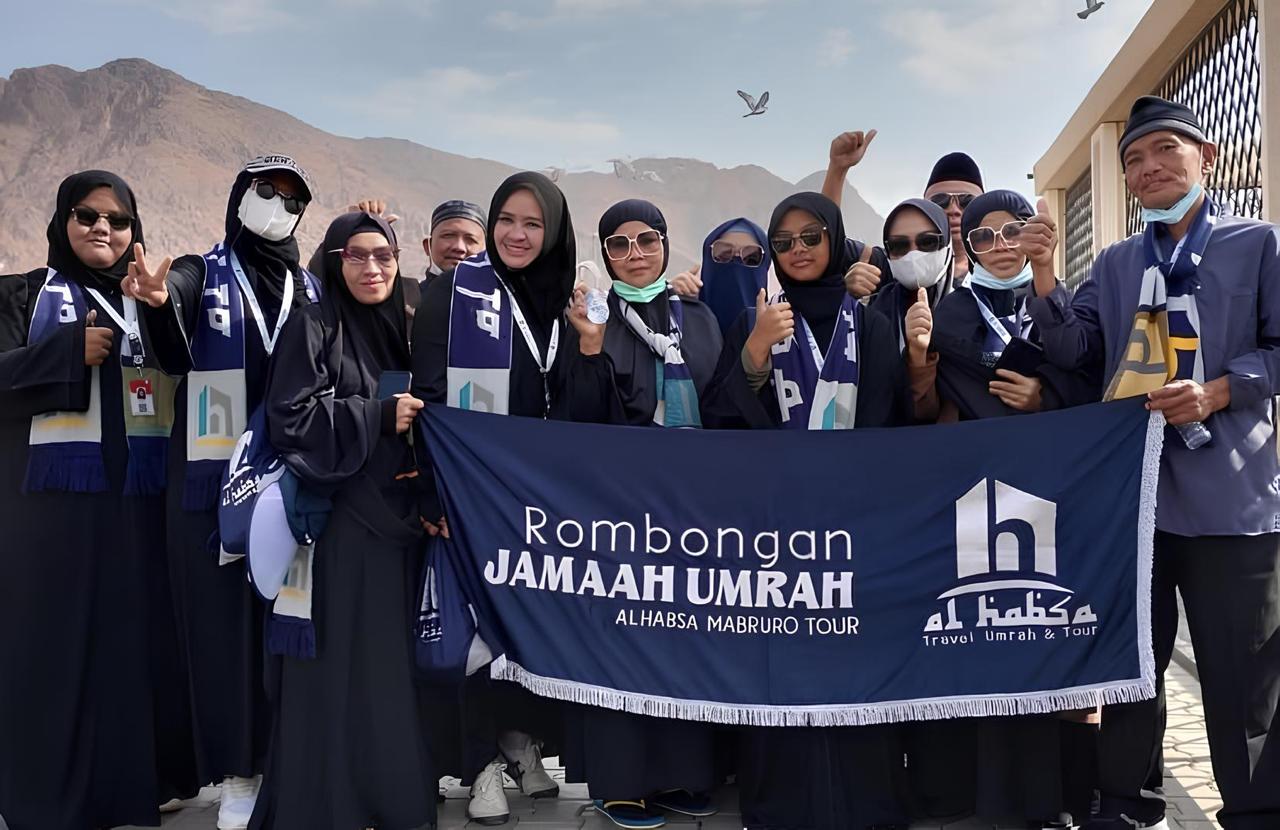 Rombongan
JAMAAH UMRAH
ALHABSA MABRURO TOUR
al habsa
Travel Umrah & Tour